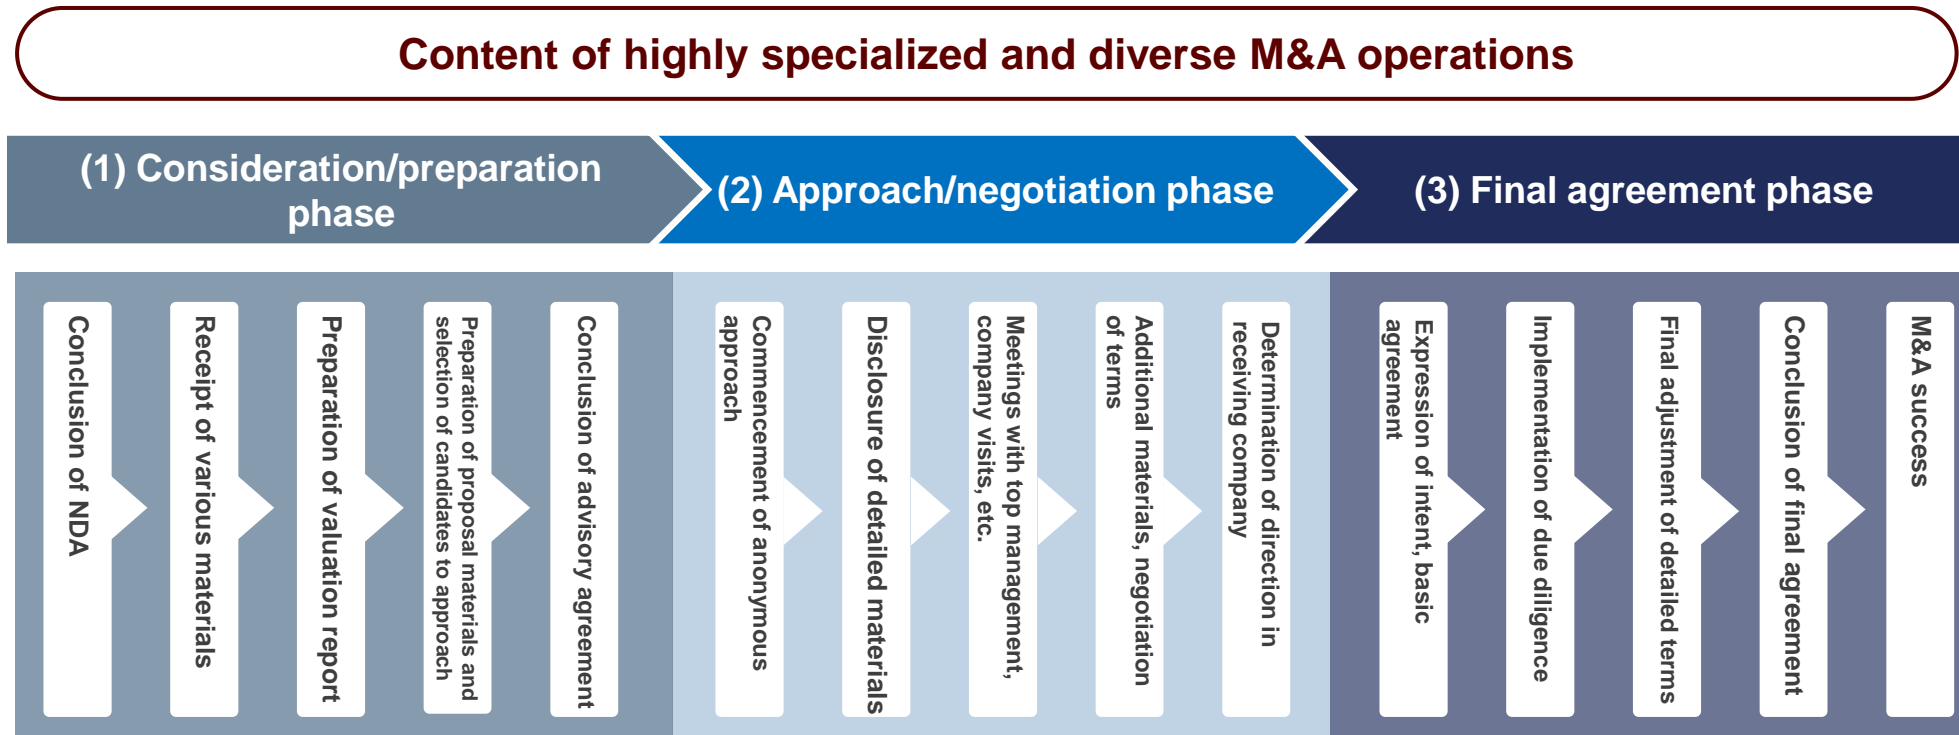 Content of highly specialized and diverse M&A operations
(1) Consideration/preparation
phase
(2) Approach/negotiation phase
(3) Final agreement phase
Conclusion of NDA
Receipt of various materials
Preparation of valuation report
Preparation of proposal materials and
selection of candidates to approach
Conclusion of advisory agreement
Commencement of anonymous
approach
Disclosure of detailed materials
Meetings with top management,
company visits, etc.
Additional materials, negotiation
of terms
Determination of direction in
receiving company
Expression of intent, basic
agreement
Implementation of due diligence
Final adjustment of detailed terms
Conclusion of final agreement
M&A success